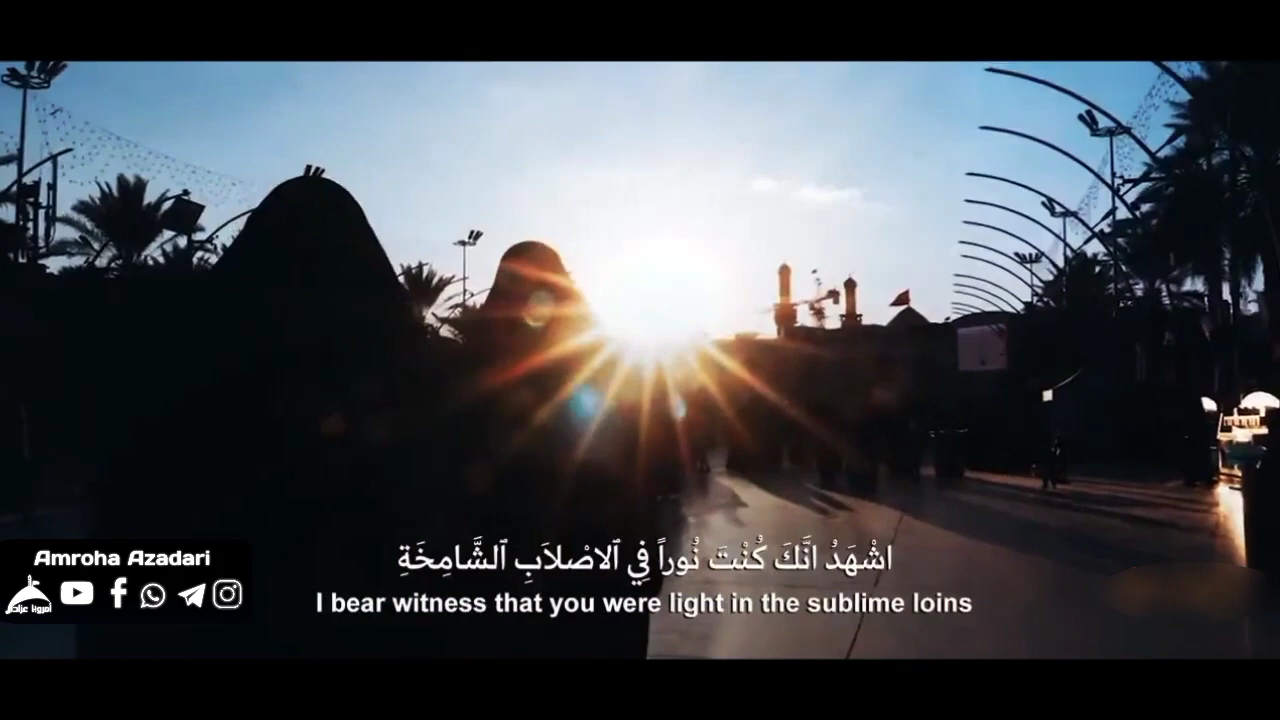 Amroha Azadari
اشْهَدُ انَّكَ كُنْتَ نُوراً فِي ٱلاصْلاَبِ ٱلشَّامِخَةِ
I bear witness that you were light in the sublime loins